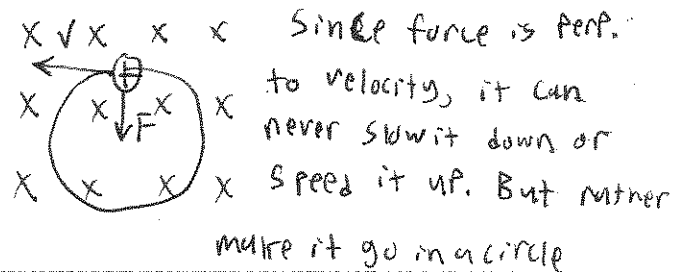 X V X X X Since force is perp.
+
X X X X to velocity, it can
F never slow it down or
X X X X speed it up. But rather
make it go in a circle